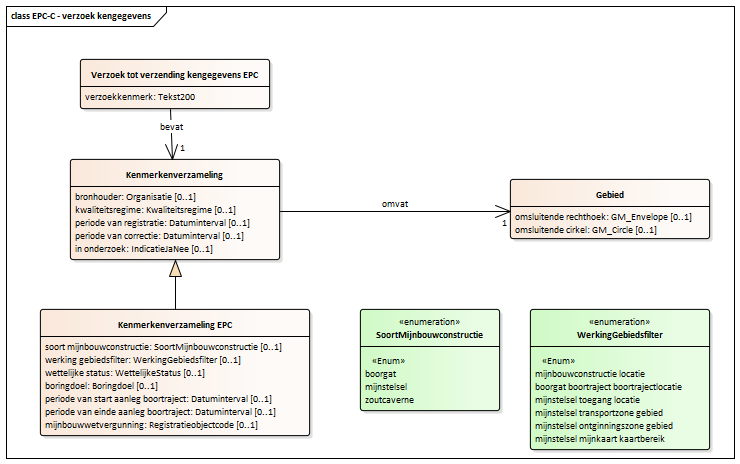 class EPC-C - verzoek kengegevens
Verzoek tot verzending kengegevens EPC
verzoekkenmerk: Tekst200
bevat
1
Kenmerkenverzameling
bronhouder: Organisatie [0..1]
kwaliteitsregime: Kwaliteitsregime [0..1]
periode van registratie: Datuminterval [0..1]
periode van correctie: Datuminterval [0..1]
in onderzoek: IndicatieJaNee [0..1]
omvat
1
Gebied
omsluitende rechthoek: GM_Envelope [0..1]
omsluitende cirkel: GM_Circle [0..1]
Kenmerkenverzameling EPC
soort mijnbouwconstructie: SoortMijnbouwconstructie [0..1]
werking gebiedsfilter: WerkingGebiedsfilter [0..1]
wettelijke status: WettelijkeStatus [0..1]
boringdoel: Boringdoel [0..1]
periode van start aanleg boortraject: Datuminterval [0..1]
periode van einde aanleg boortraject: Datuminterval [0..1]
mijnbouwwetvergunning: Registratieobjectcode [0..1]
«enumeration»
SoortMijnbouwconstructie
«Enum»
boorgat
mijnstelsel
zoutcaverne
«enumeration»
WerkingGebiedsfilter
«Enum»
mijnbouwconstructie locatie
boorgat boortraject boortrajectlocatie
mijnstelsel toegang locatie
mijnstelsel transportzone gebied
mijnstelsel ontginningszone gebied
mijnstelsel mijnkaart kaartbereik